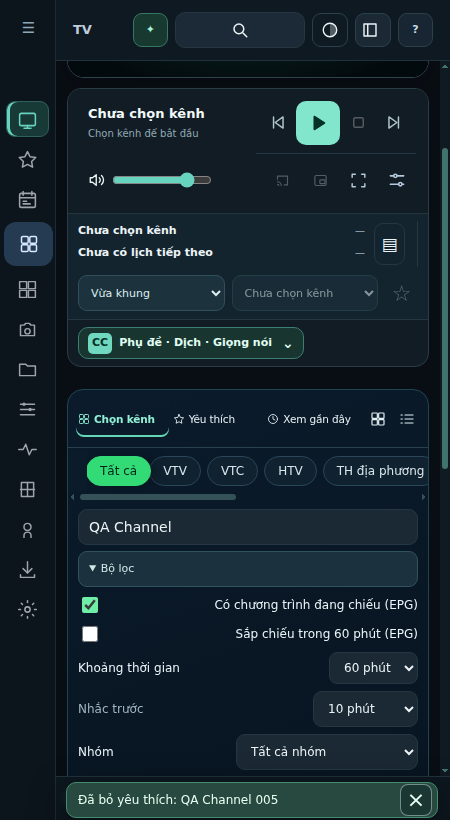 TV
?
Chưa chọn kênh
Chọn kênh để bắt đầu
Chưa chọn kênh —
Chưa có lịch tiếp theo —
Vừa khung Chưa chọn kênh
CC Phụ đề · Dịch · Giọng nói
Chọn kênh Yêu thích Xem gần đây
Tất cả VTV VTC HTV TH địa phương
QA Channel
▼ Bộ lọc
Có chương trình đang chiếu (EPG)
Sắp chiếu trong 60 phút (EPG)
Khoảng thời gian 60 phút
Nhắc trước 10 phút
Nhóm Tất cả nhóm
Đã bỏ yêu thích: QA Channel 005